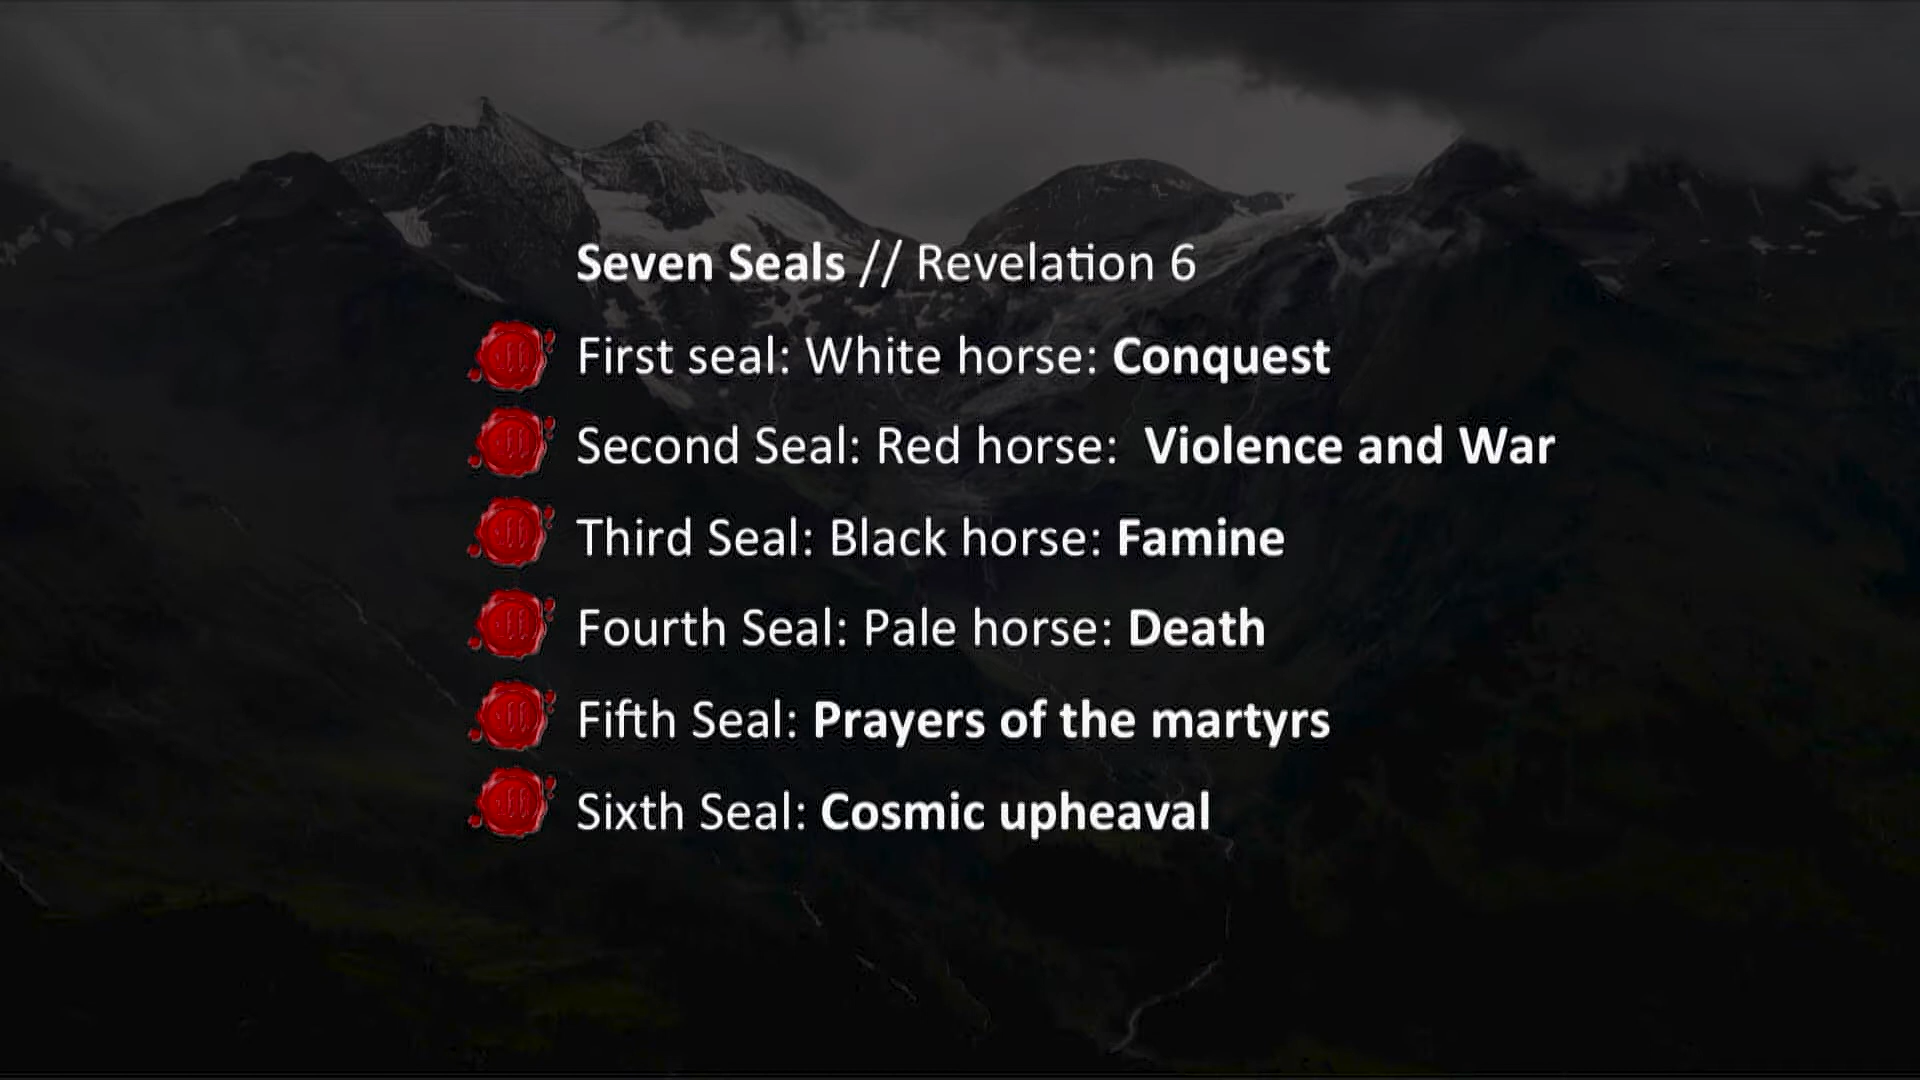 Seven Seals // Revelation 6
First seal: White horse: Conquest
Second Seal: Red horse: Violence and War
Third Seal: Black horse: Famine
Fourth Seal: Pale horse: Death
Fifth Seal: Prayers of the martyrs
Sixth Seal: Cosmic upheaval